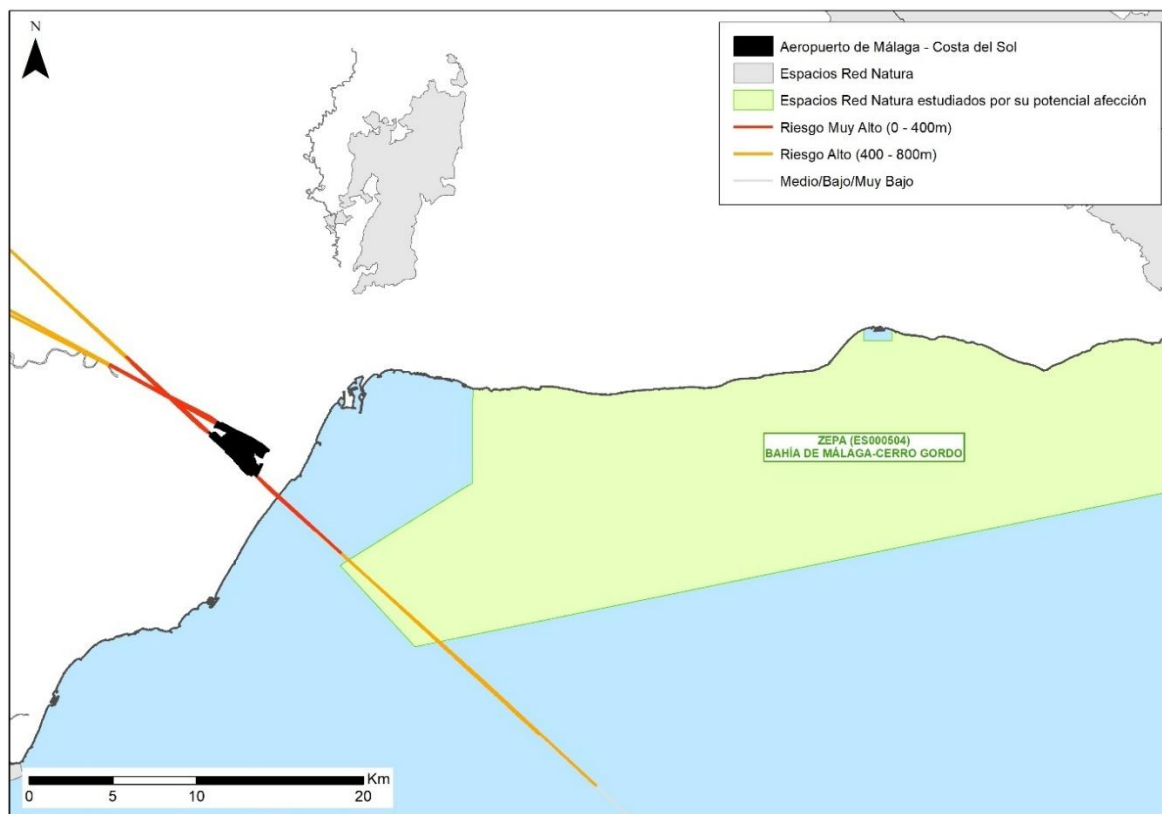 N
Aeropuerto de Málaga - Costa del Sol
Espacios Red Natura
Espacios Red Natura estudiados por su potencial afección
Riesgo Muy Alto (0 - 400m)
Riesgo Alto (400 - 800m)
Medio/Bajo/Muy Bajo
ZEPA (ES000504)
BAHÍA DE MÁLAGA-CERRO GORDO
Km
0 5 10 20